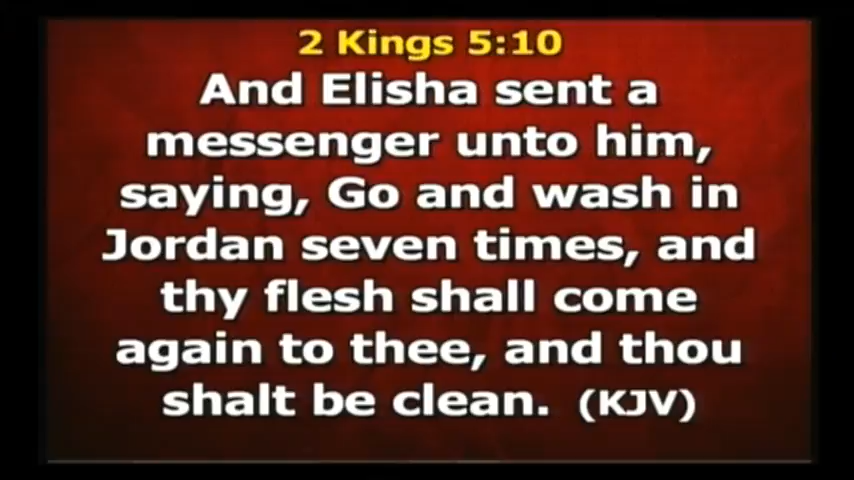 2 Kings 5:10
And Elisha sent a
messenger unto him,
saying, Go and wash in
Jordan seven times, and
thy flesh shall come
again to thee, and thou
shalt be clean. (KJV)